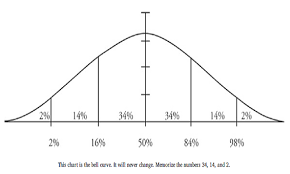 2% 14% 34% 34% 14% 2%
2% 16% 50% 84% 98%
This chart is the bell curve. It will never change. Memorize the numbers 34, 14, and 2.